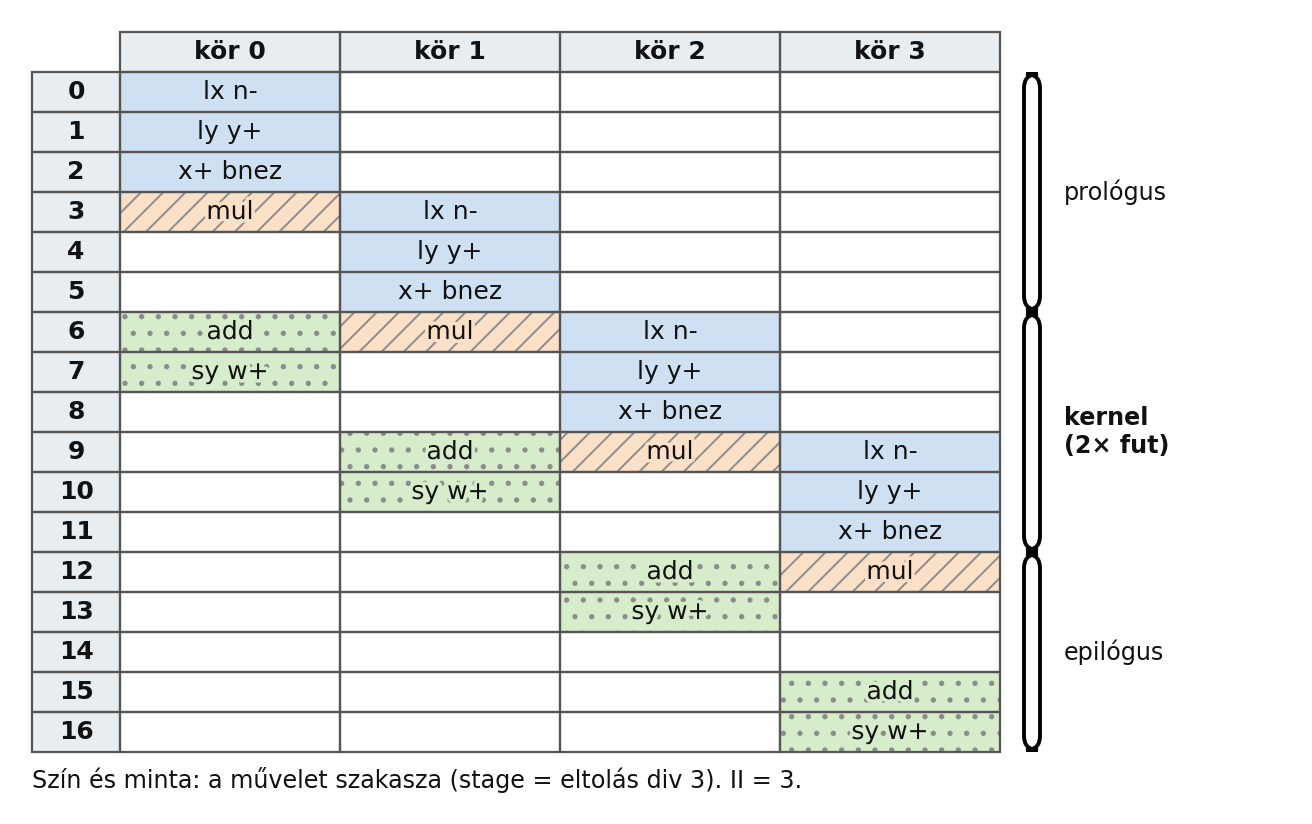 kör 0 kör 1 kör 2 kör 3
0 lx n-
1 ly y+
2 x+ bnez
prológus
3 mul lx n-
4 ly y+
5 x+ bnez
6 add mul lx n-
7 sy w+ ly y+
8 x+ bnez
kernel
(2× fut)
9 add mul lx n-
10 sy w+ ly y+
11 x+ bnez
12 add mul
13 sy w+
14
epilógus
15 add
16 sy w+
Szín és minta: a művelet szakasza (stage = eltolás div 3). II = 3.